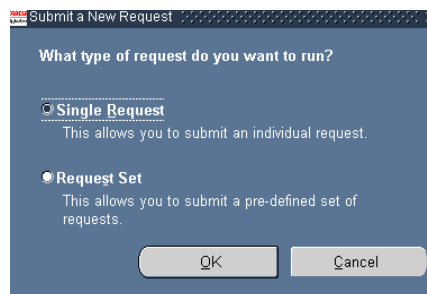 Submit a New Request
What type of request do you want to run?
Single Request
This allows you to submit an individual request.
Request Set
This allows you to submit a pre-defined set of
requests.
OK
Cancel